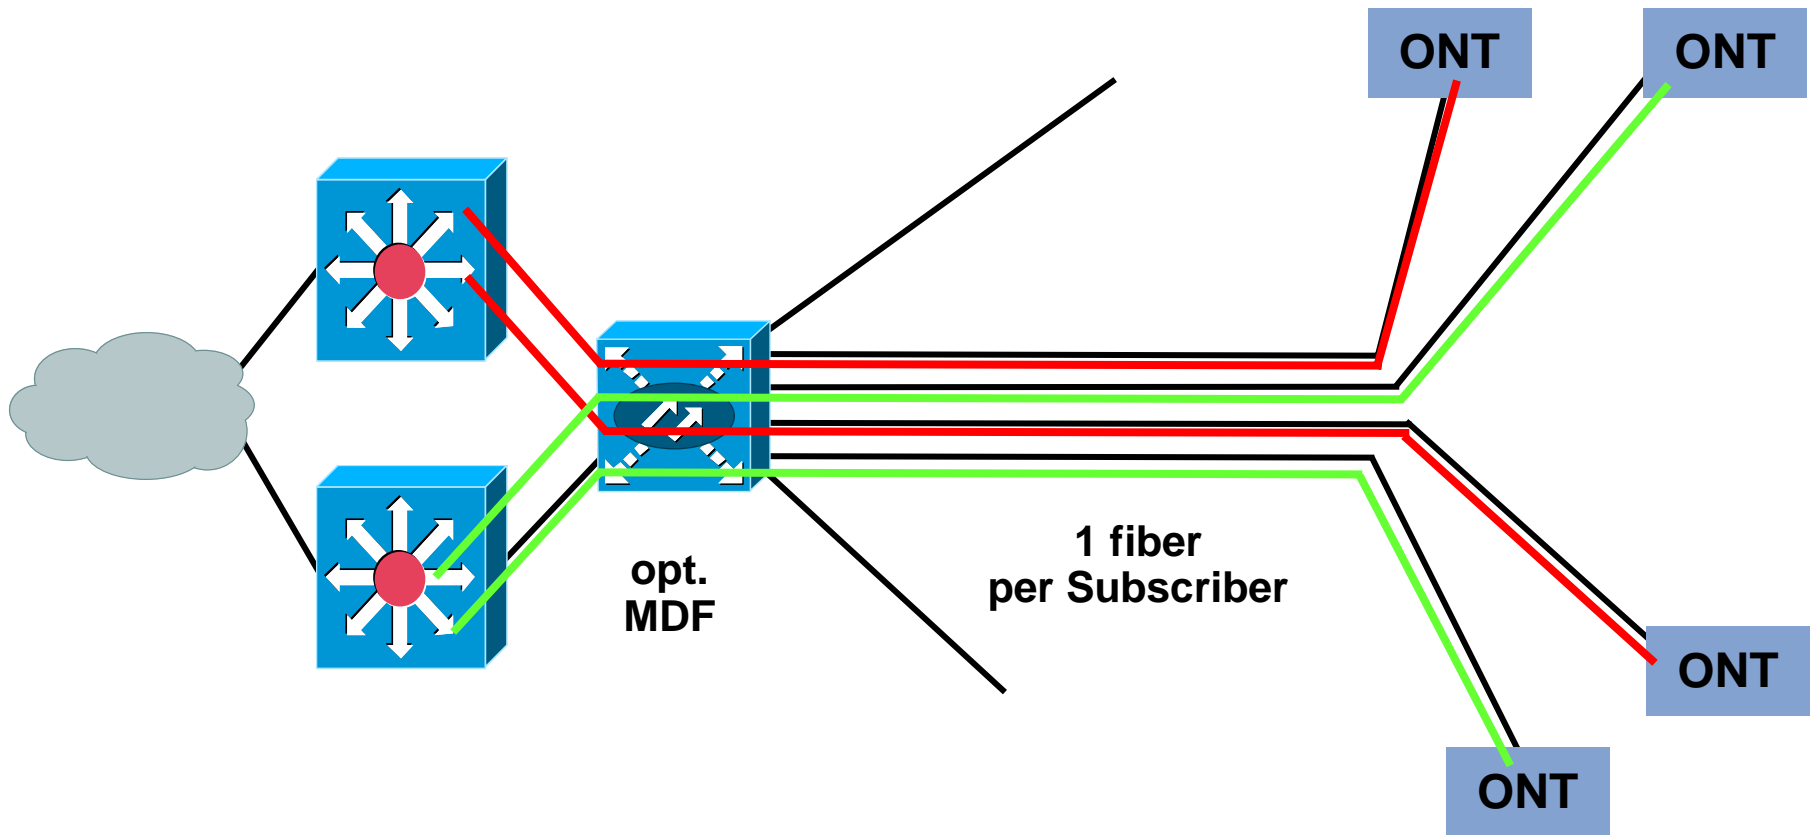 ONT
ONT
opt.
MDF
1 fiber
per Subscriber
ONT
ONT